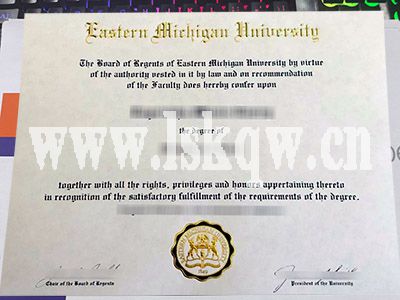 Eastern Michigan University
The Board of Regents of Eastern Michigan University by virtue
of the authority vested in it by law and on recommendation
of the Faculty does hereby confer upon
the degree of
www.lskqw.cn
together with all the rights, privileges and honors appertaining thereto
in recognition of the satisfactory fulfillment of the requirements of the degree.
1849
Chair of the Board of Regents
President of the University